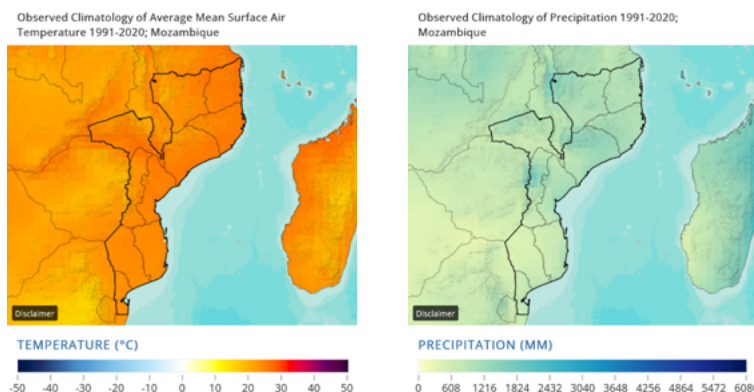 Observed Climatology of Average Mean Surface Air
Temperature 1991-2020; Mozambique
Disclaimer
TEMPERATURE (°C)
-50 -40 -30 -20 -10 0 10 20 30 40 50
Observed Climatology of Precipitation 1991-2020;
Mozambique
Disclaimer
PRECIPITATION (MM)
0 608 1216 1824 2432 3040 3648 4256 4864 5472 608